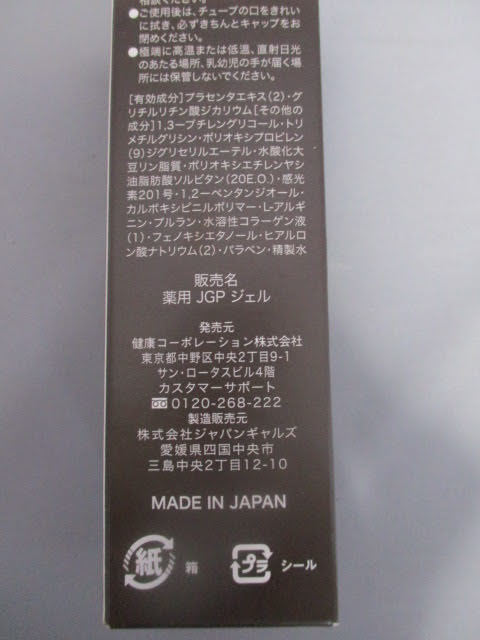 相談ください。
●ご使用後は、チューブの口をきれい
に拭き、必ずきちんとキャップをお
閉めください。
●極端に高温または低温、直射日光
のあたる場所、乳幼児の手が届く場
所には保管しないでください。
[有効成分]プラセンタエキス(2)・グ
リチルリチン酸ジカリウム[その他の
成分]1,3-ブチレングリコール・トリ
メチルグリシン・ポリオキシプロピレン
(9)ジグリセリルエーテル・水酸化大
豆リン脂質・ポリオキシエチレンヤシ
油脂肪酸ソルビタン(20E.O.)・感光
素201号・1,2-ペンタンジオール・
カルボキシビニルポリマー・L-アルギ
ニン・プルラン・水溶性コラーゲン液
(1)・フェノキシエタノール・ヒアルロ
ン酸ナトリウム(2)・パラベン・精製水
販売名
薬用 JGP ジェル
発売元
健康コーポレーション株式会社
東京都中野区中央2丁目9-1
サン・ロータスビル4階
カスタマーサポート
0120-268-222
製造販売元
株式会社ジャパンギャルズ
愛媛県四国中央市
三島中央2丁目12-10
MADE IN JAPAN
紙 箱 プラ シール